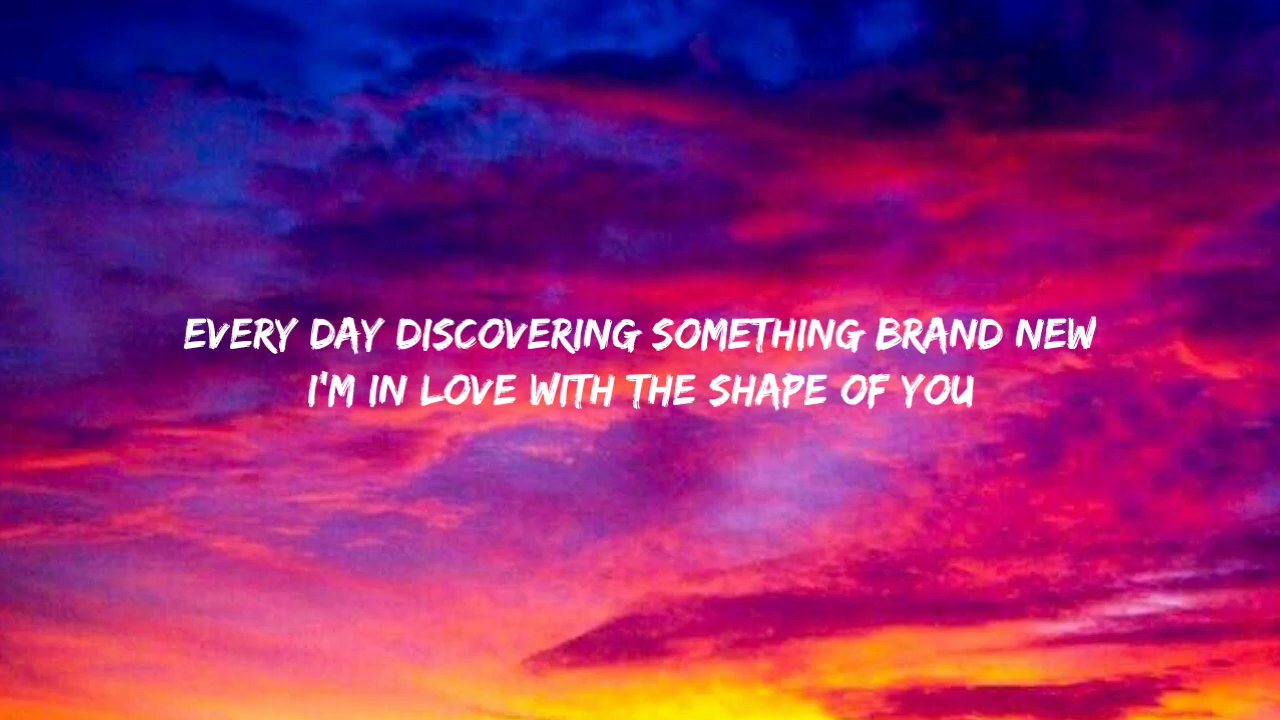 EVERY DAY DISCOVERING SOMETHING BRAND NEW
I'M IN LOVE WITH THE SHAPE OF YOU